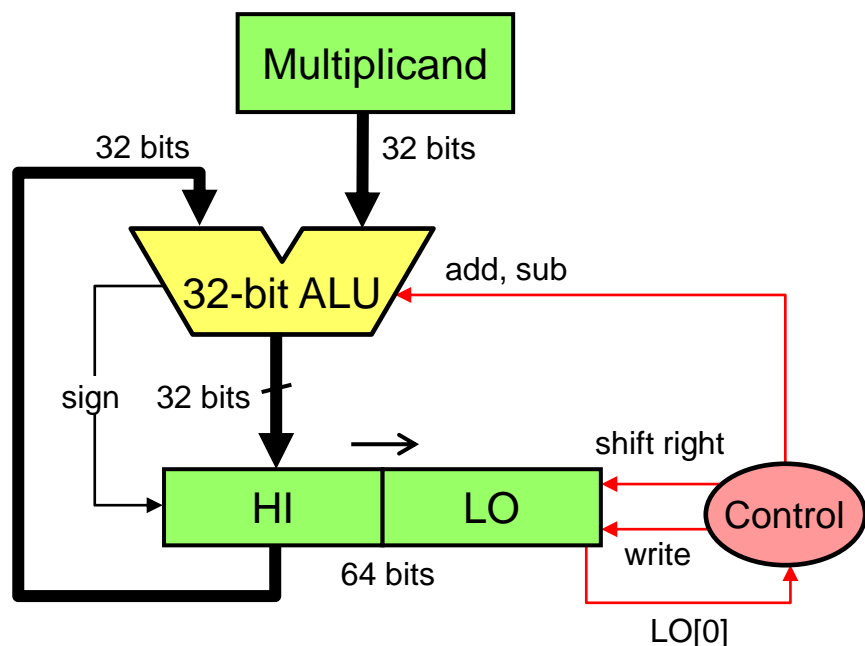 Multiplicand
32 bits
32 bits
add, sub
32-bit ALU
sign
32 bits
shift right
HI
LO
Control
write
64 bits
LO[0]